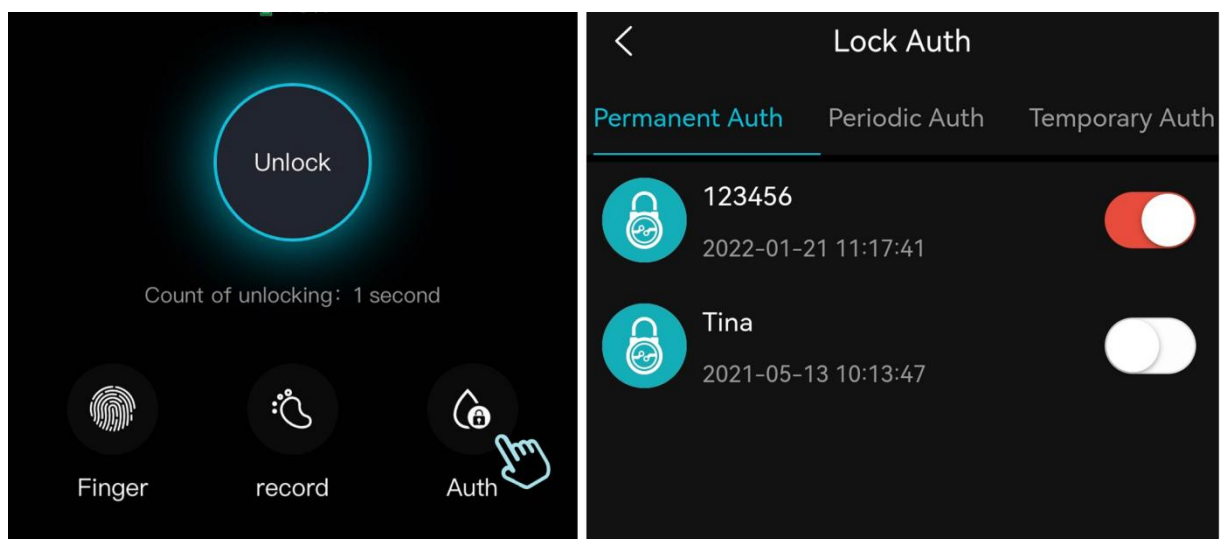 Unlock
Count of unlocking: 1 second
Finger
record
Auth
Lock Auth
Permanent Auth
Periodic Auth
Temporary Auth
123456
2022-01-21 11:17:41
Tina
2021-05-13 10:13:47